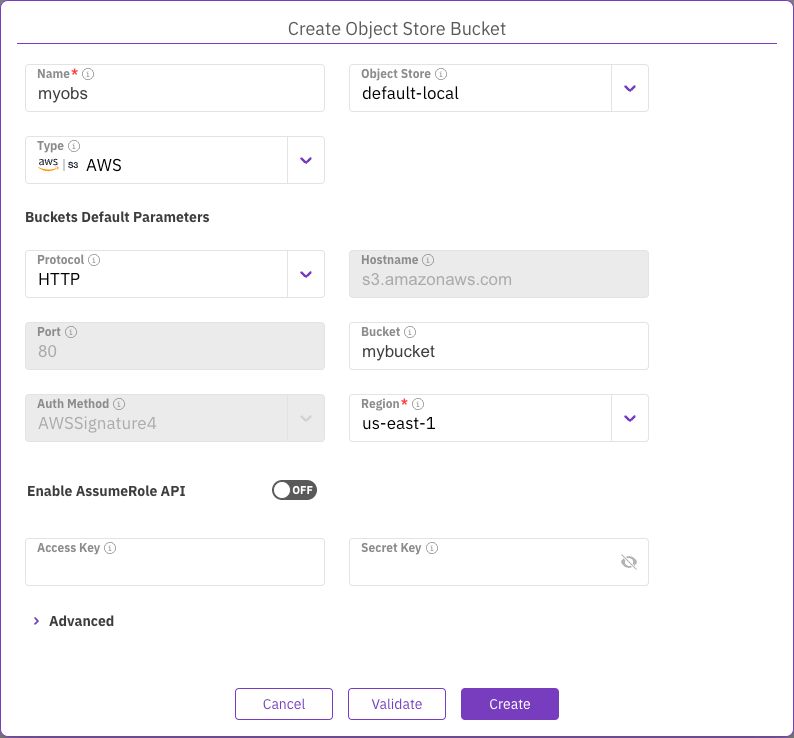 Create Object Store Bucket
Name*
myobs
Object Store
default-local
Type
aws | S3 AWS
Buckets Default Parameters
Protocol
HTTP
Hostname
s3.amazonaws.com
Port
80
Bucket
mybucket
Auth Method
AWSSignature4
Region*
us-east-1
Enable AssumeRole API
OFF
Access Key
Secret Key
Advanced
Cancel
Validate
Create